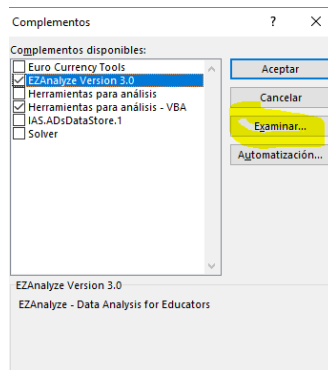 Complementos ? ×
Complementos disponibles:
Euro Currency Tools
EZAnalyze Version 3.0
Herramientas para análisis
Herramientas para análisis - VBA
IAS.ADsDataStore.1
Solver
Aceptar
Cancelar
Examinar...
Automatización...
EZAnalyze Version 3.0
EZAnalyze - Data Analysis for Educators